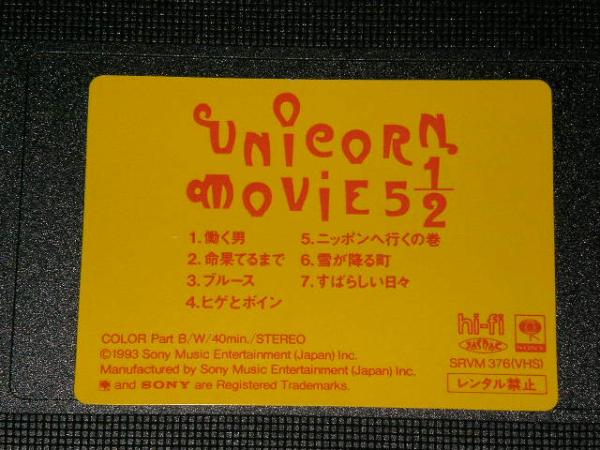 UNiCORN
MOViE 5 1/2
1. 働く男
2. 命果てるまで
3. ブルース
4. ヒゲとボイン
5. ニッポンへ行くの巻
6. 雪が降る町
7. すばらしい日々
COLOR Part B/W/40min./STEREO
©1993 Sony Music Entertainment (Japan) Inc.
Manufactured by Sony Music Entertainment (Japan) Inc.
and SONY are Registered Trademarks.
hi-fi
JASRAC
SONY
SRVM 376(VHS)
レンタル禁止